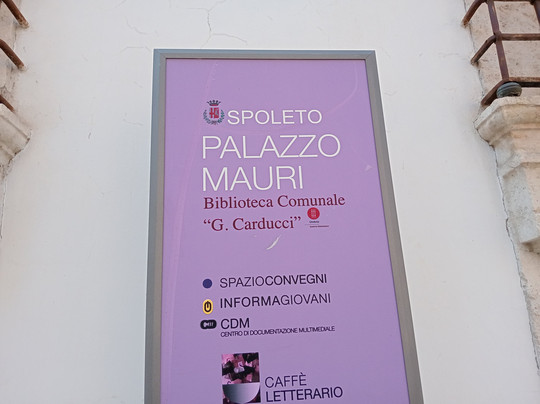 SPOLETO
PALAZZO
MAURI
Biblioteca Comunale
“G. Carducci”
SPAZIOCONVEGNI
INFORMAGIOVANI
CDM
CENTRO DI DOCUMENTAZIONE MULTIMEDIALE
CAFFÈ
LETTERARIO